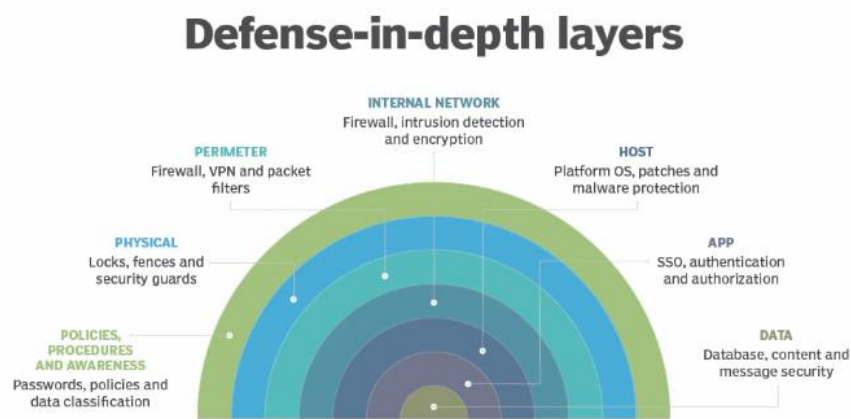 Defense-in-depth layers
INTERNAL NETWORK
Firewall, intrusion detection
and encryption
PERIMETER
Firewall, VPN and packet
filters
HOST
Platform OS, patches and
malware protection
PHYSICAL
Locks, fences and
security guards
APP
SSO, authentication
and authorization
POLICIES,
PROCEDURES
AND AWARENESS
Passwords, policies and
data classification
DATA
Database, content and
message security